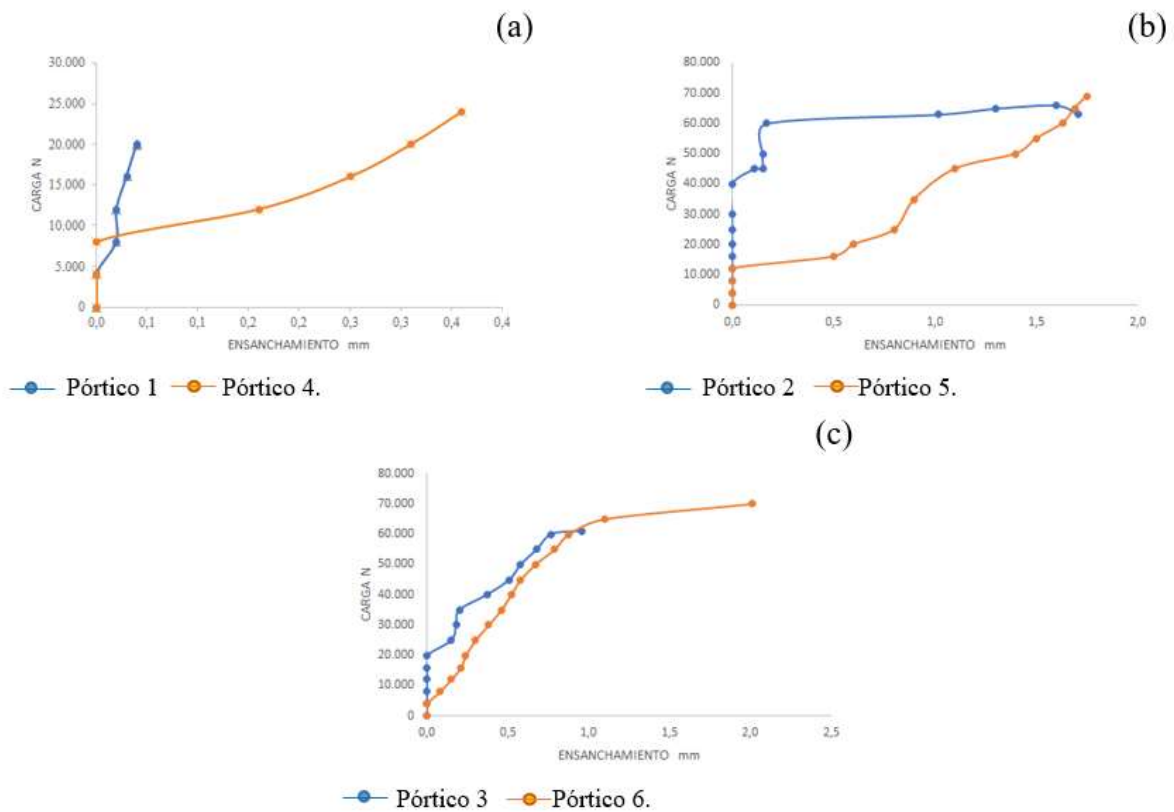 (a)
30.000
25.000
20.000
15.000
10.000
5.000
0
CARGA N
0,0 0,1 0,1 0,2 0,2 0,3 0,3 0,4 0,4
ENSANCHAMIENTO mm
Pórtico 1 Pórtico 4.
(b)
80.000
70.000
60.000
50.000
40.000
30.000
20.000
10.000
0
CARGA N
0,0 0,5 1,0 1,5 2,0
ENSANCHAMIENTO mm
Pórtico 2 Pórtico 5.
(c)
80.000
70.000
60.000
50.000
40.000
30.000
20.000
10.000
0
CARGA N
0,0 0,5 1,0 1,5 2,0 2,5
ENSANCHAMIENTO mm
Pórtico 3 Pórtico 6.